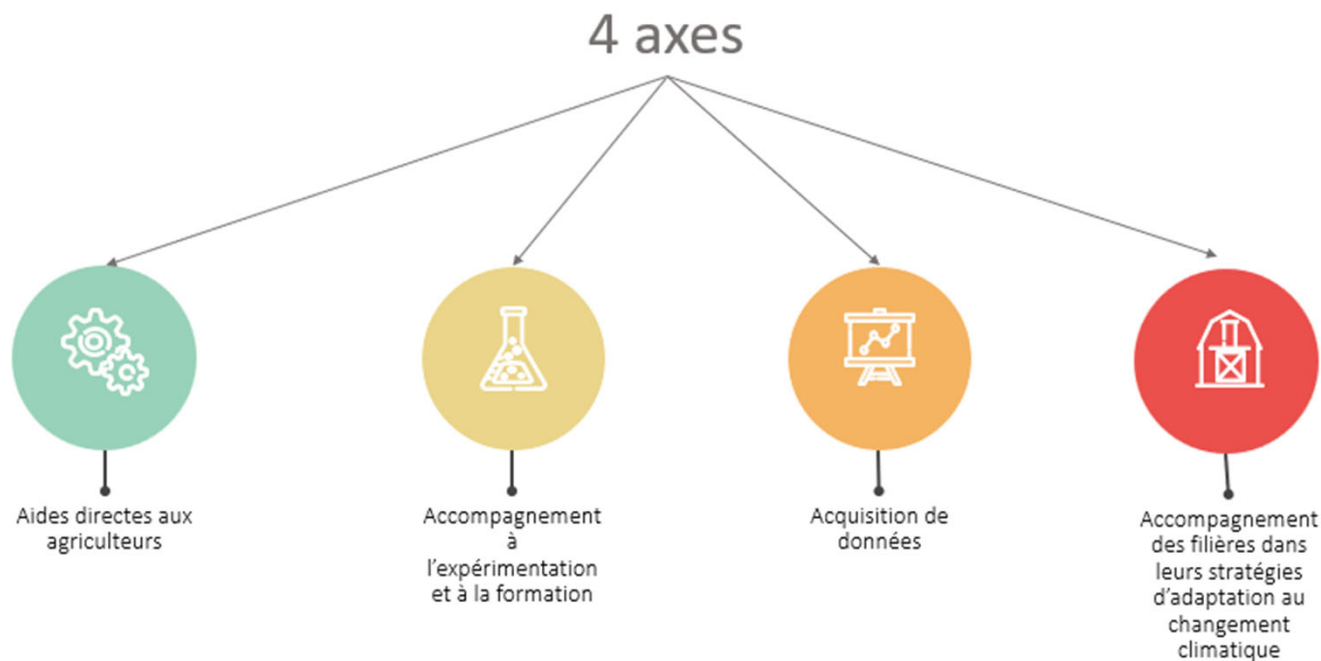 4 axes
Aides directes aux
agriculteurs
Accompagnement
à
l'expérimentation
et à la formation
Acquisition de
données
Accompagnement
des filières dans
leurs stratégies
d'adaptation au
changement
climatique